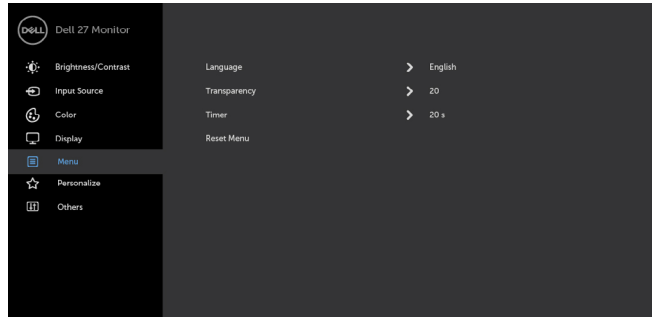 DELL Dell 27 Monitor
Brightness/Contrast
Input Source
Color
Display
Menu
Personalize
Others
Language English
Transparency 20
Timer 20 s
Reset Menu